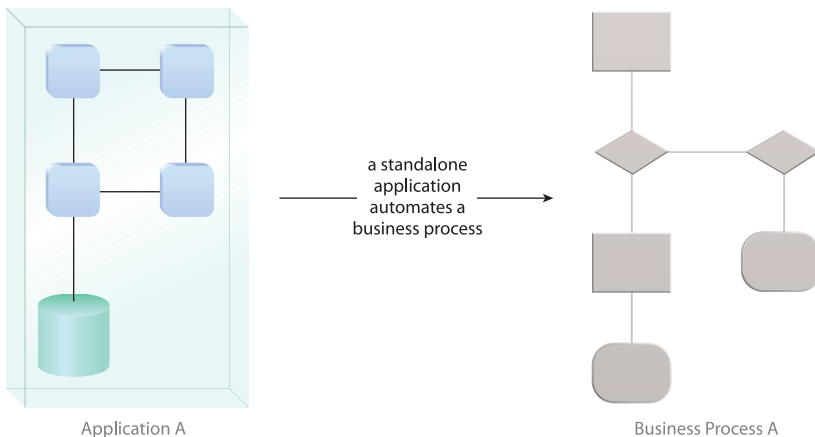 a standalone
application
automates a
business process
Application A
Business Process A